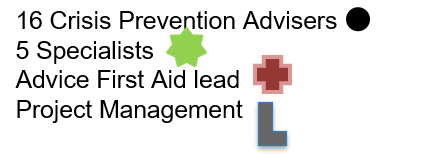 16 Crisis Prevention Advisers
5 Specialists
Advice First Aid lead
Project Management